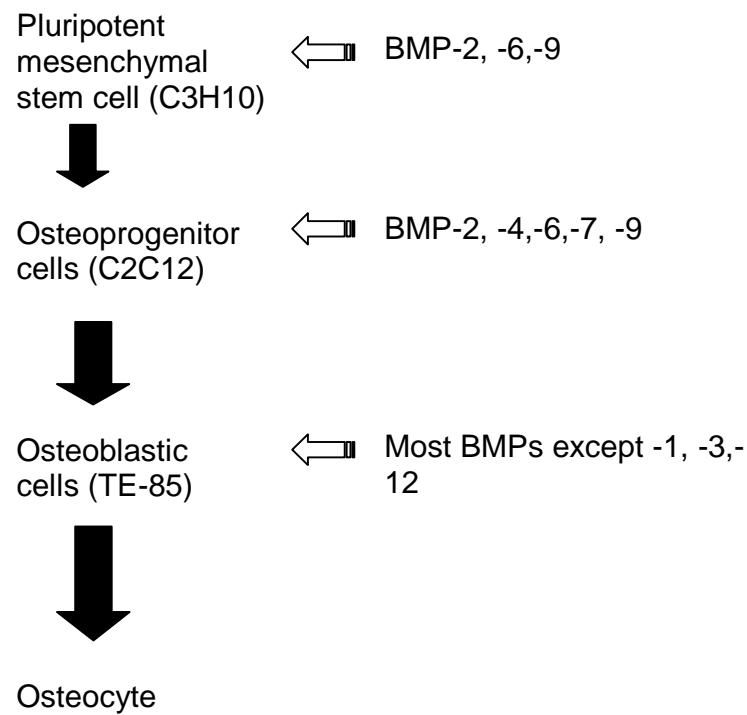 Pluripotent
mesenchymal
stem cell (C3H10)
BMP-2, -6,-9
Osteoprogenitor
cells (C2C12)
BMP-2, -4,-6,-7, -9
Osteoblastic
cells (TE-85)
Most BMPs except -1, -3,-
12
Osteocyte